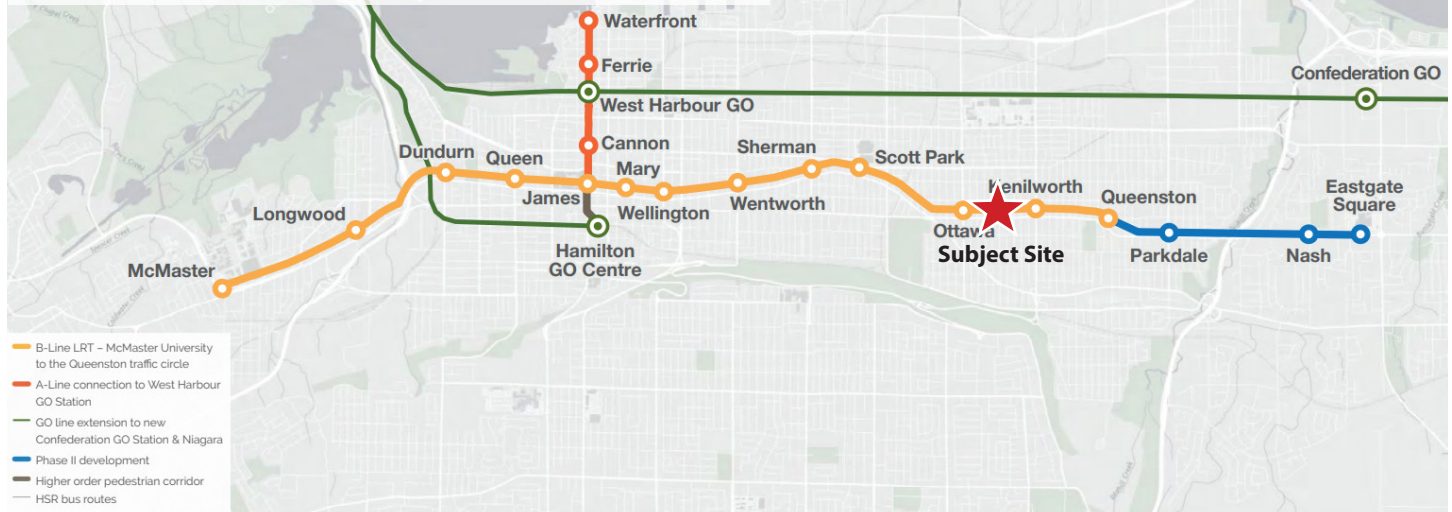 Waterfront
Ferrie
Confederation GO
West Harbour GO
Cannon
Dundurn
Queen
Mary
Sherman
Scott Park
James
Wellington
Wentworth
Kenilworth
Queenston
Eastgate
Square
Longwood
Ottawa
Subject Site
Hamilton
GO Centre
Parkdale
Nash
McMaster
B-Line LRT – McMaster University
to the Queenston traffic circle
A-Line connection to West Harbour
GO Station
GO line extension to new
Confederation GO Station & Niagara
Phase II development
Higher order pedestrian corridor
HSR bus routes